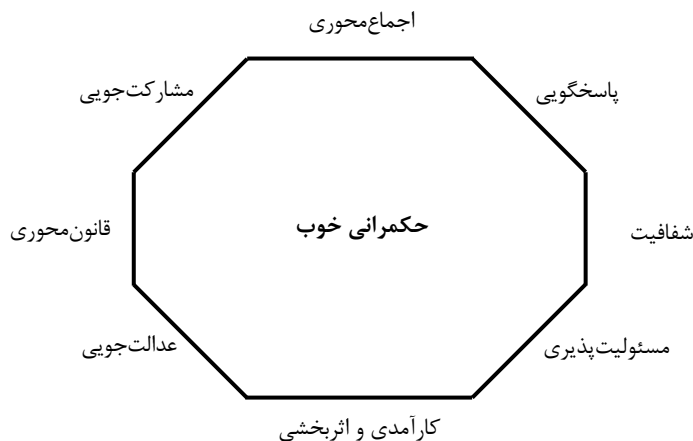 اجماع‌محوری
پاسخگویی
مشارکت‌جویی
شفافیت
حکمرانی خوب
قانون‌محوری
مسئولیت‌پذیری
عدالت‌جویی
کارآمدی و اثربخشی